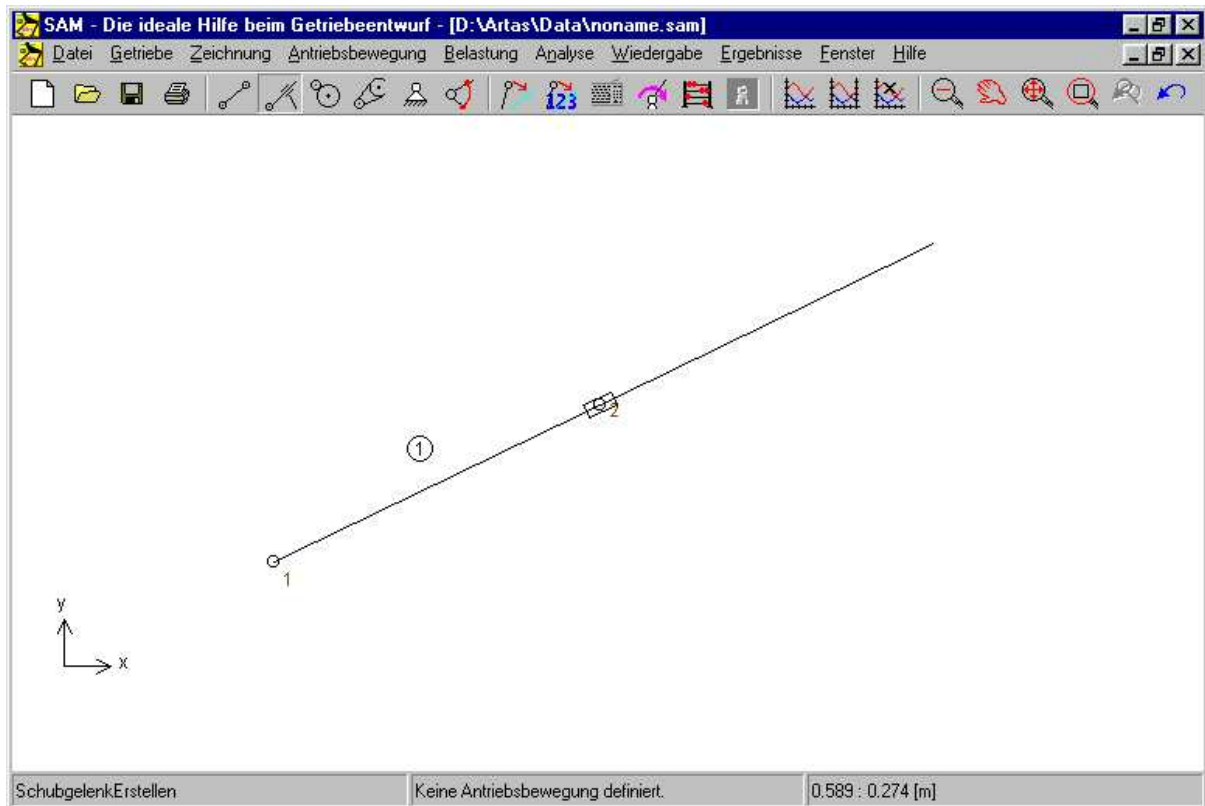 SAM - Die ideale Hilfe beim Getriebeentwurf - [D:\Artas\Data\noname.sam]
Datei Getriebe Zeichnung Antriebsbewegung Belastung Analyse Wiedergabe Ergebnisse Fenster Hilfe
123
2
1
1
y
x
SchubgelenkErstellen Keine Antriebsbewegung definiert. 0.589 : 0.274 [m]